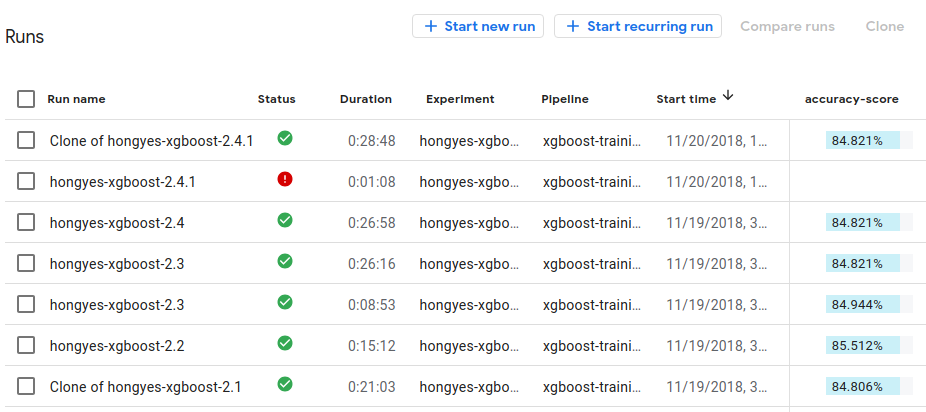 Runs
+ Start new run
+ Start recurring run
Compare runs
Clone
Run name Status Duration Experiment Pipeline Start time accuracy-score
Clone of hongyes-xgboost-2.4.1 0:28:48 hongyes-xgbo... xgboost-traini... 11/20/2018, 1... 84.821%
hongyes-xgboost-2.4.1 0:01:08 hongyes-xgbo... xgboost-traini... 11/20/2018, 1...
hongyes-xgboost-2.4 0:26:58 hongyes-xgbo... xgboost-traini... 11/19/2018, 3... 84.821%
hongyes-xgboost-2.3 0:26:16 hongyes-xgbo... xgboost-traini... 11/19/2018, 3... 84.821%
hongyes-xgboost-2.3 0:08:53 hongyes-xgbo... xgboost-traini... 11/19/2018, 3... 84.944%
hongyes-xgboost-2.2 0:15:12 hongyes-xgbo... xgboost-traini... 11/19/2018, 3... 85.512%
Clone of hongyes-xgboost-2.1 0:21:03 hongyes-xgbo... xgboost-traini... 11/19/2018, 3... 84.806%